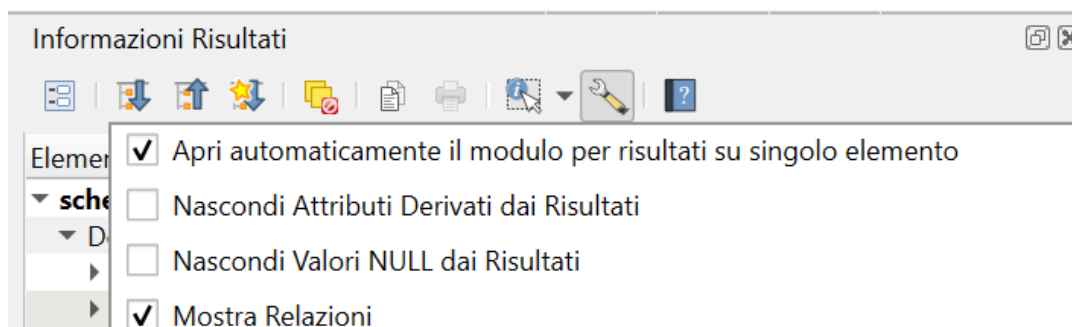 Informazioni Risultati
Apri automaticamente il modulo per risultati su singolo elemento
Nascondi Attributi Derivati dai Risultati
Nascondi Valori NULL dai Risultati
Mostra Relazioni